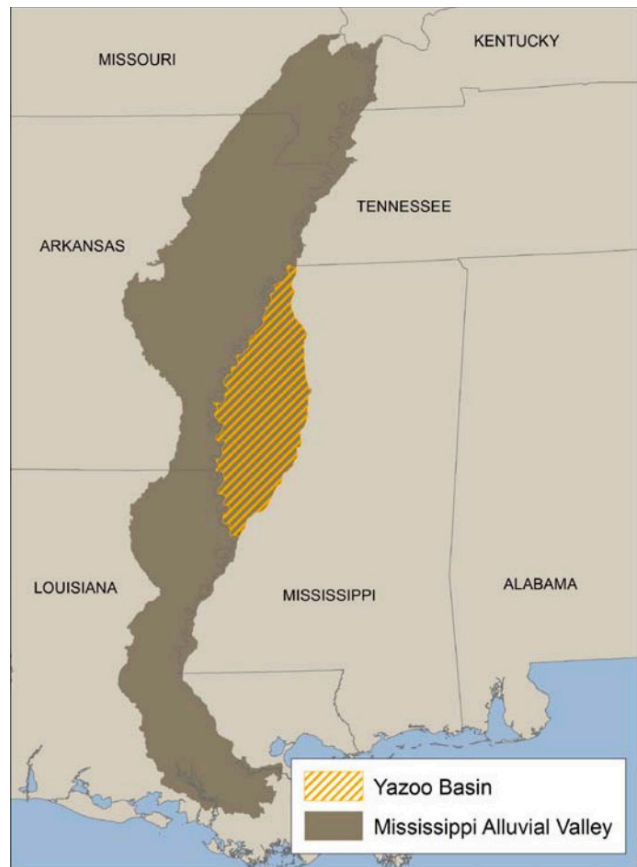 KENTUCKY
MISSOURI
TENNESSEE
ARKANSAS
LOUISIANA
MISSISSIPPI
ALABAMA
Yazoo Basin
Mississippi Alluvial Valley